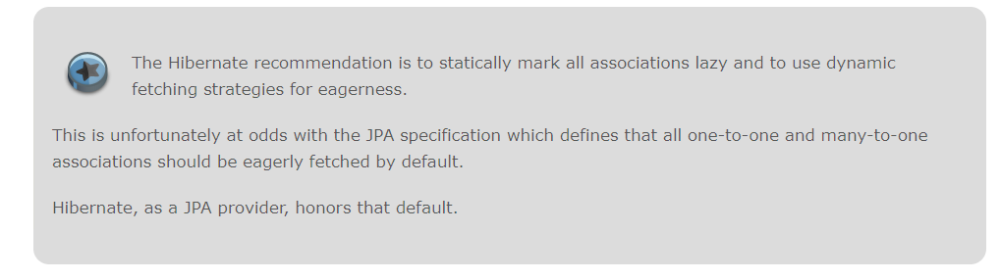 The Hibernate recommendation is to statically mark all associations lazy and to use dynamic
fetching strategies for eagerness.
This is unfortunately at odds with the JPA specification which defines that all one-to-one and many-to-one
associations should be eagerly fetched by default.
Hibernate, as a JPA provider, honors that default.